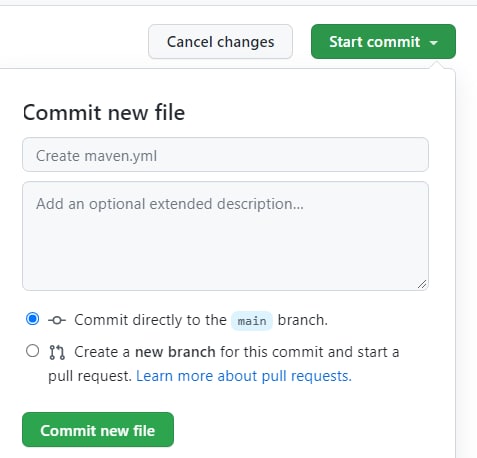 Cancel changes
Start commit
Commit new file
Create maven.yml
Add an optional extended description...
Commit directly to the main branch.
Create a new branch for this commit and start a
pull request. Learn more about pull requests.
Commit new file